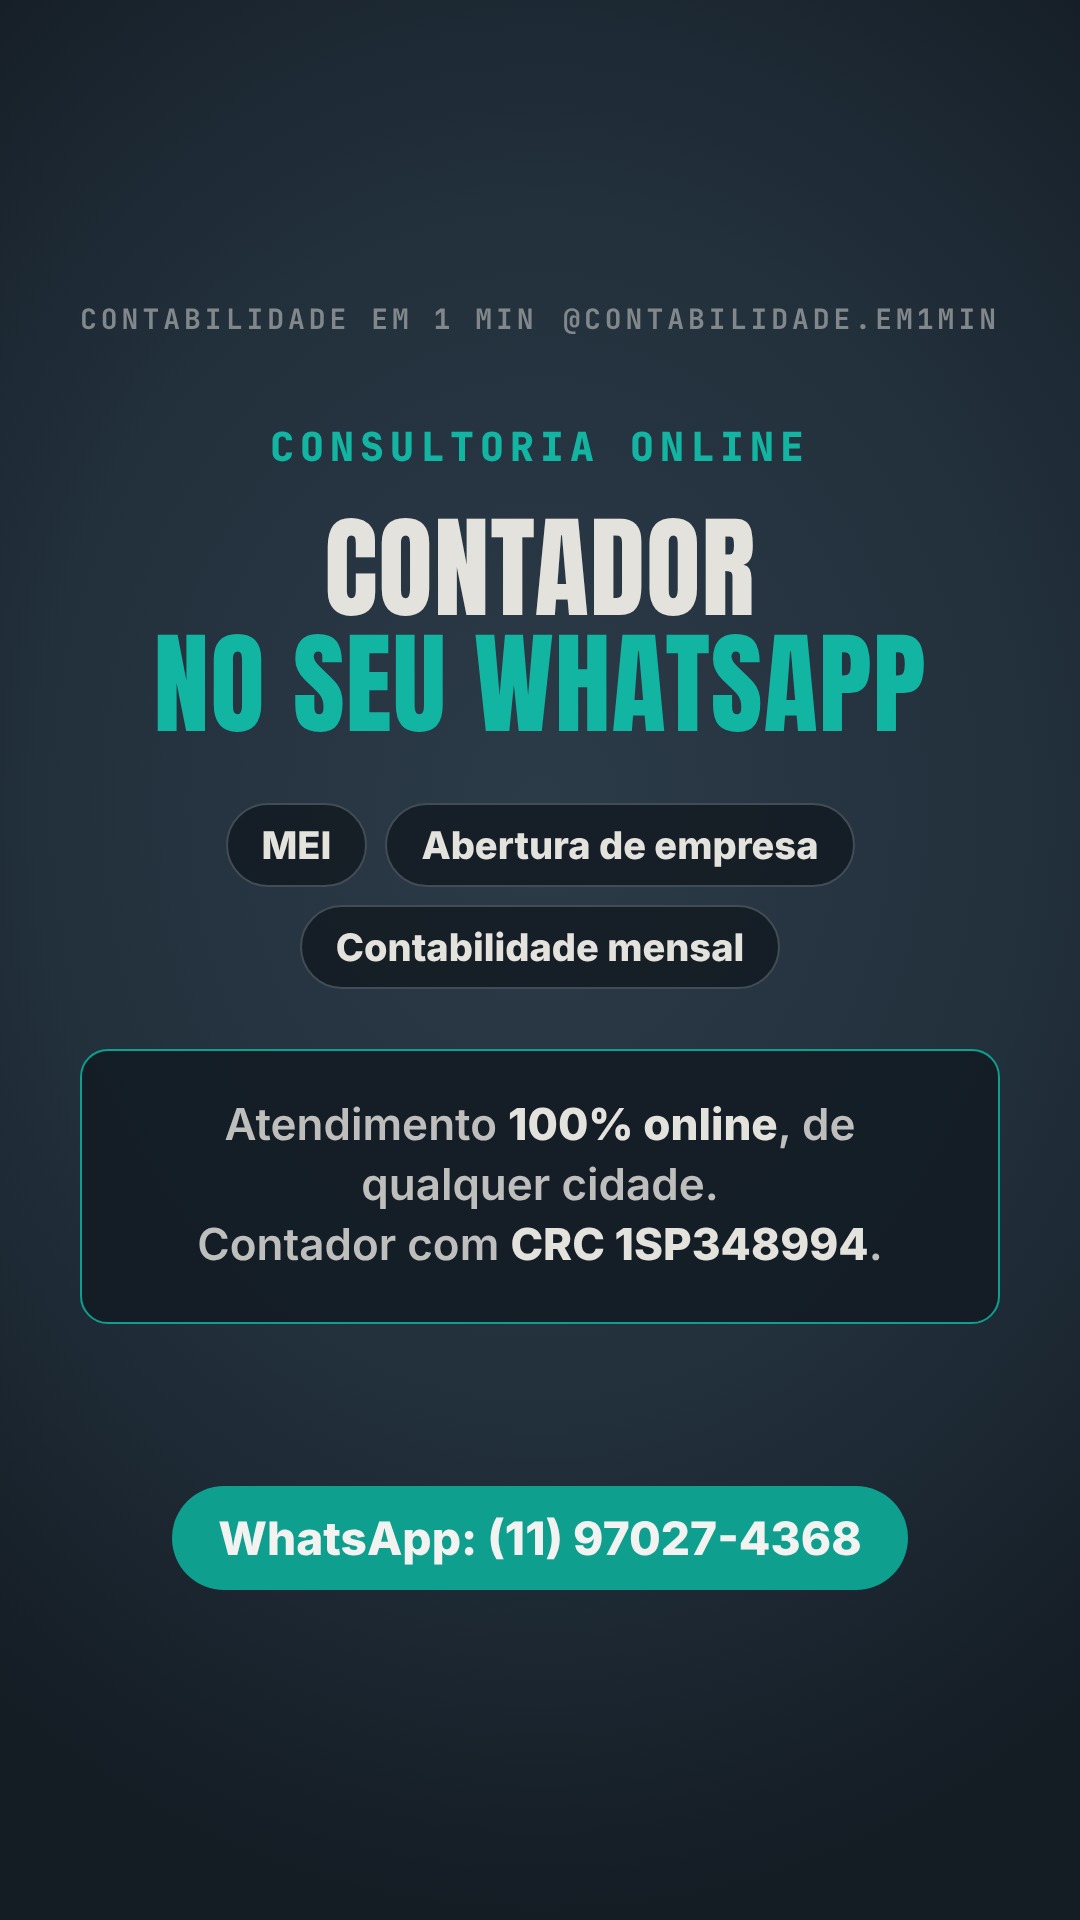 CONTABILIDADE EM 1 MIN @CONTABILIDADE.EM1MIN
CONSULTORIA ONLINE
CONTADOR
NO SEU WHATSAPP
MEI
Abertura de empresa
Contabilidade mensal
Atendimento 100% online, de
qualquer cidade.
Contador com CRC 1SP348994.
WhatsApp: (11) 97027-4368